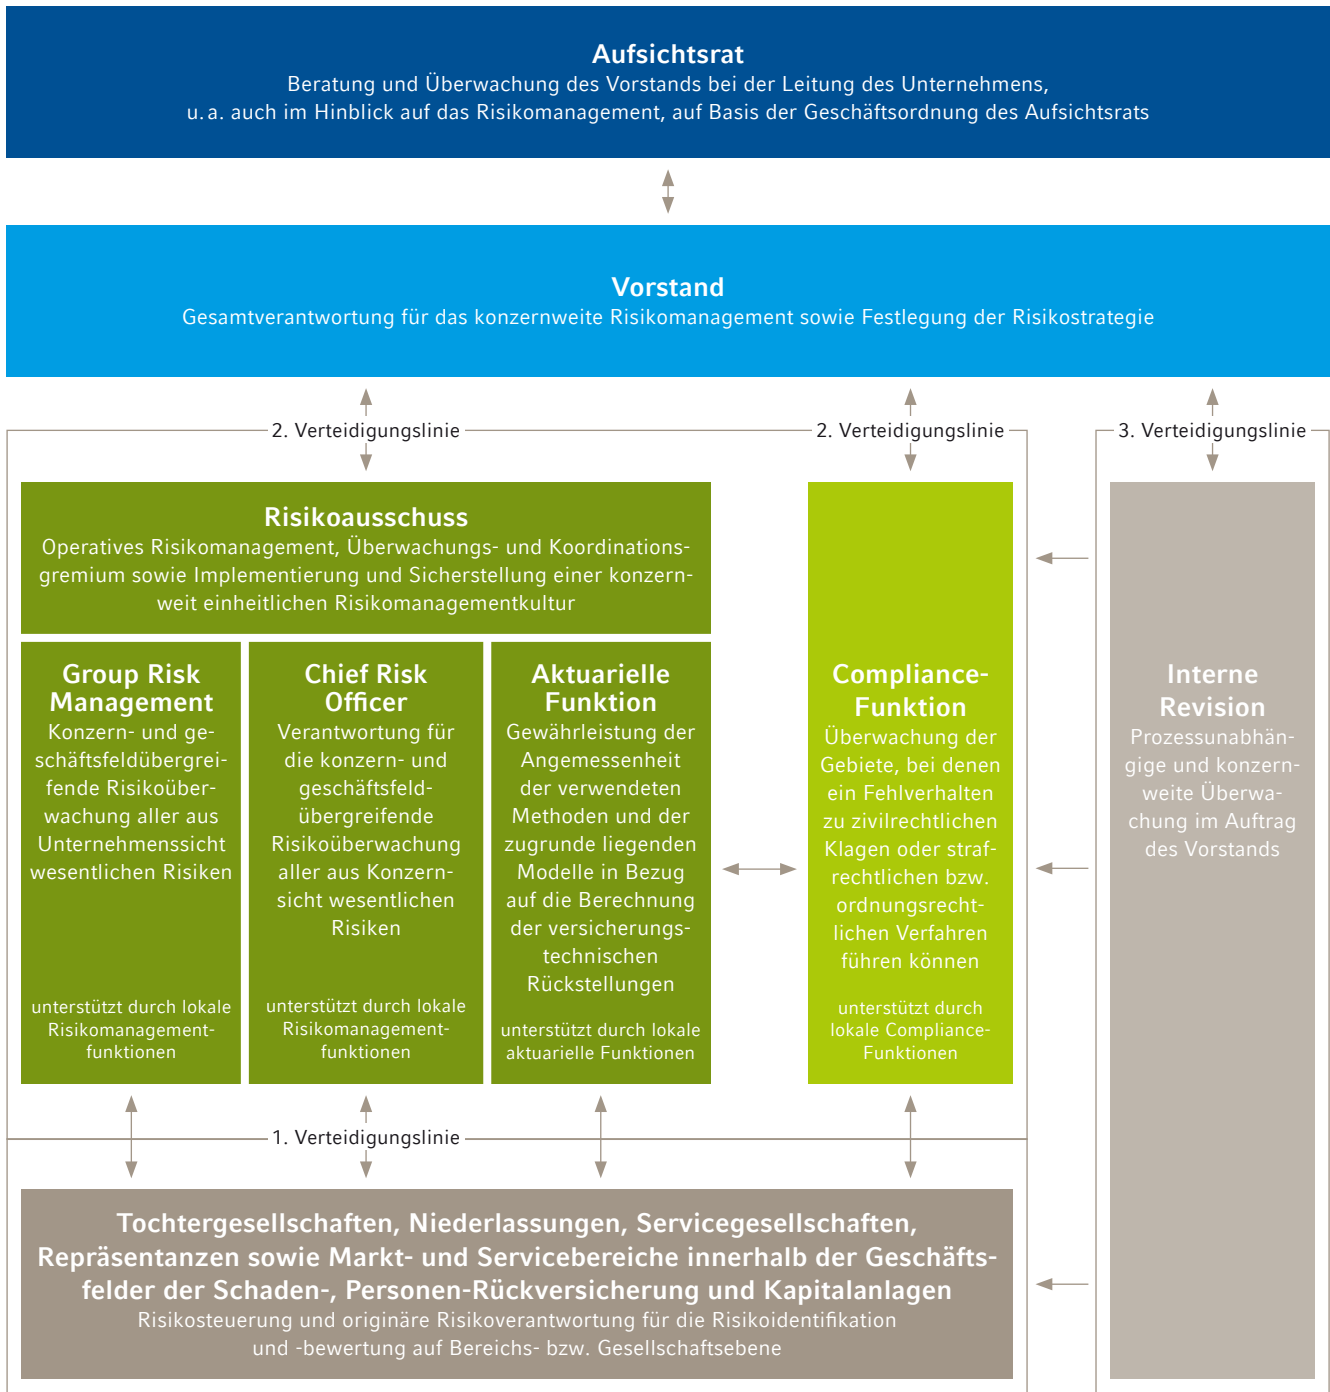 Aufsichtsrat
Beratung und Überwachung des Vorstands bei der Leitung des Unternehmens,
u. a. auch im Hinblick auf das Risikomanagement, auf Basis der Geschäftsordnung des Aufsichtsrats
Vorstand
Gesamtverantwortung für das konzernweite Risikomanagement sowie Festlegung der Risikostrategie
2. Verteidigungslinie
2. Verteidigungslinie
3. Verteidigungslinie
Risikoausschuss
Operatives Risikomanagement, Überwachungs- und Koordinations-
gremium sowie Implementierung und Sicherstellung einer konzern-
weit einheitlichen Risikomanagementkultur
Group Risk
Management
Konzern- und ge-
schäftsfeldübergrei-
fende Risikoüber-
wachung aller aus
Unternehmenssicht
wesentlichen Risiken
unterstützt durch lokale
Risikomanagement-
funktionen
Chief Risk
Officer
Verantwortung für
die konzern- und
geschäftsfeld-
übergreifende
Risikoüberwachung
aller aus Konzern-
sicht wesentlichen
Risiken
unterstützt durch lokale
Risikomanagement-
funktionen
Aktuarielle
Funktion
Gewährleistung der
Angemessenheit
der verwendeten
Methoden und der
zugrunde liegenden
Modelle in Bezug
auf die Berechnung
der versicherungs-
technischen
Rückstellungen
unterstützt durch lokale
aktuarielle Funktionen
Compliance-
Funktion
Überwachung der
Gebiete, bei denen
ein Fehlverhalten
zu zivilrechtlichen
Klagen oder straf-
rechtlichen bzw.
ordnungsrecht-
lichen Verfahren
führen können
unterstützt durch
lokale Compliance-
Funktionen
Interne
Revision
Prozessunabhän-
gige und konzern-
weite Überwa-
chung im Auftrag
des Vorstands
1. Verteidigungslinie
Tochtergesellschaften, Niederlassungen, Servicegesellschaften,
Repräsentanzen sowie Markt- und Servicebereiche innerhalb der Geschäfts-
felder der Schaden-, Personen-Rückversicherung und Kapitalanlagen
Risikosteuerung und originäre Risikoverantwortung für die Risikoidentifikation
und -bewertung auf Bereichs- bzw. Gesellschaftsebene